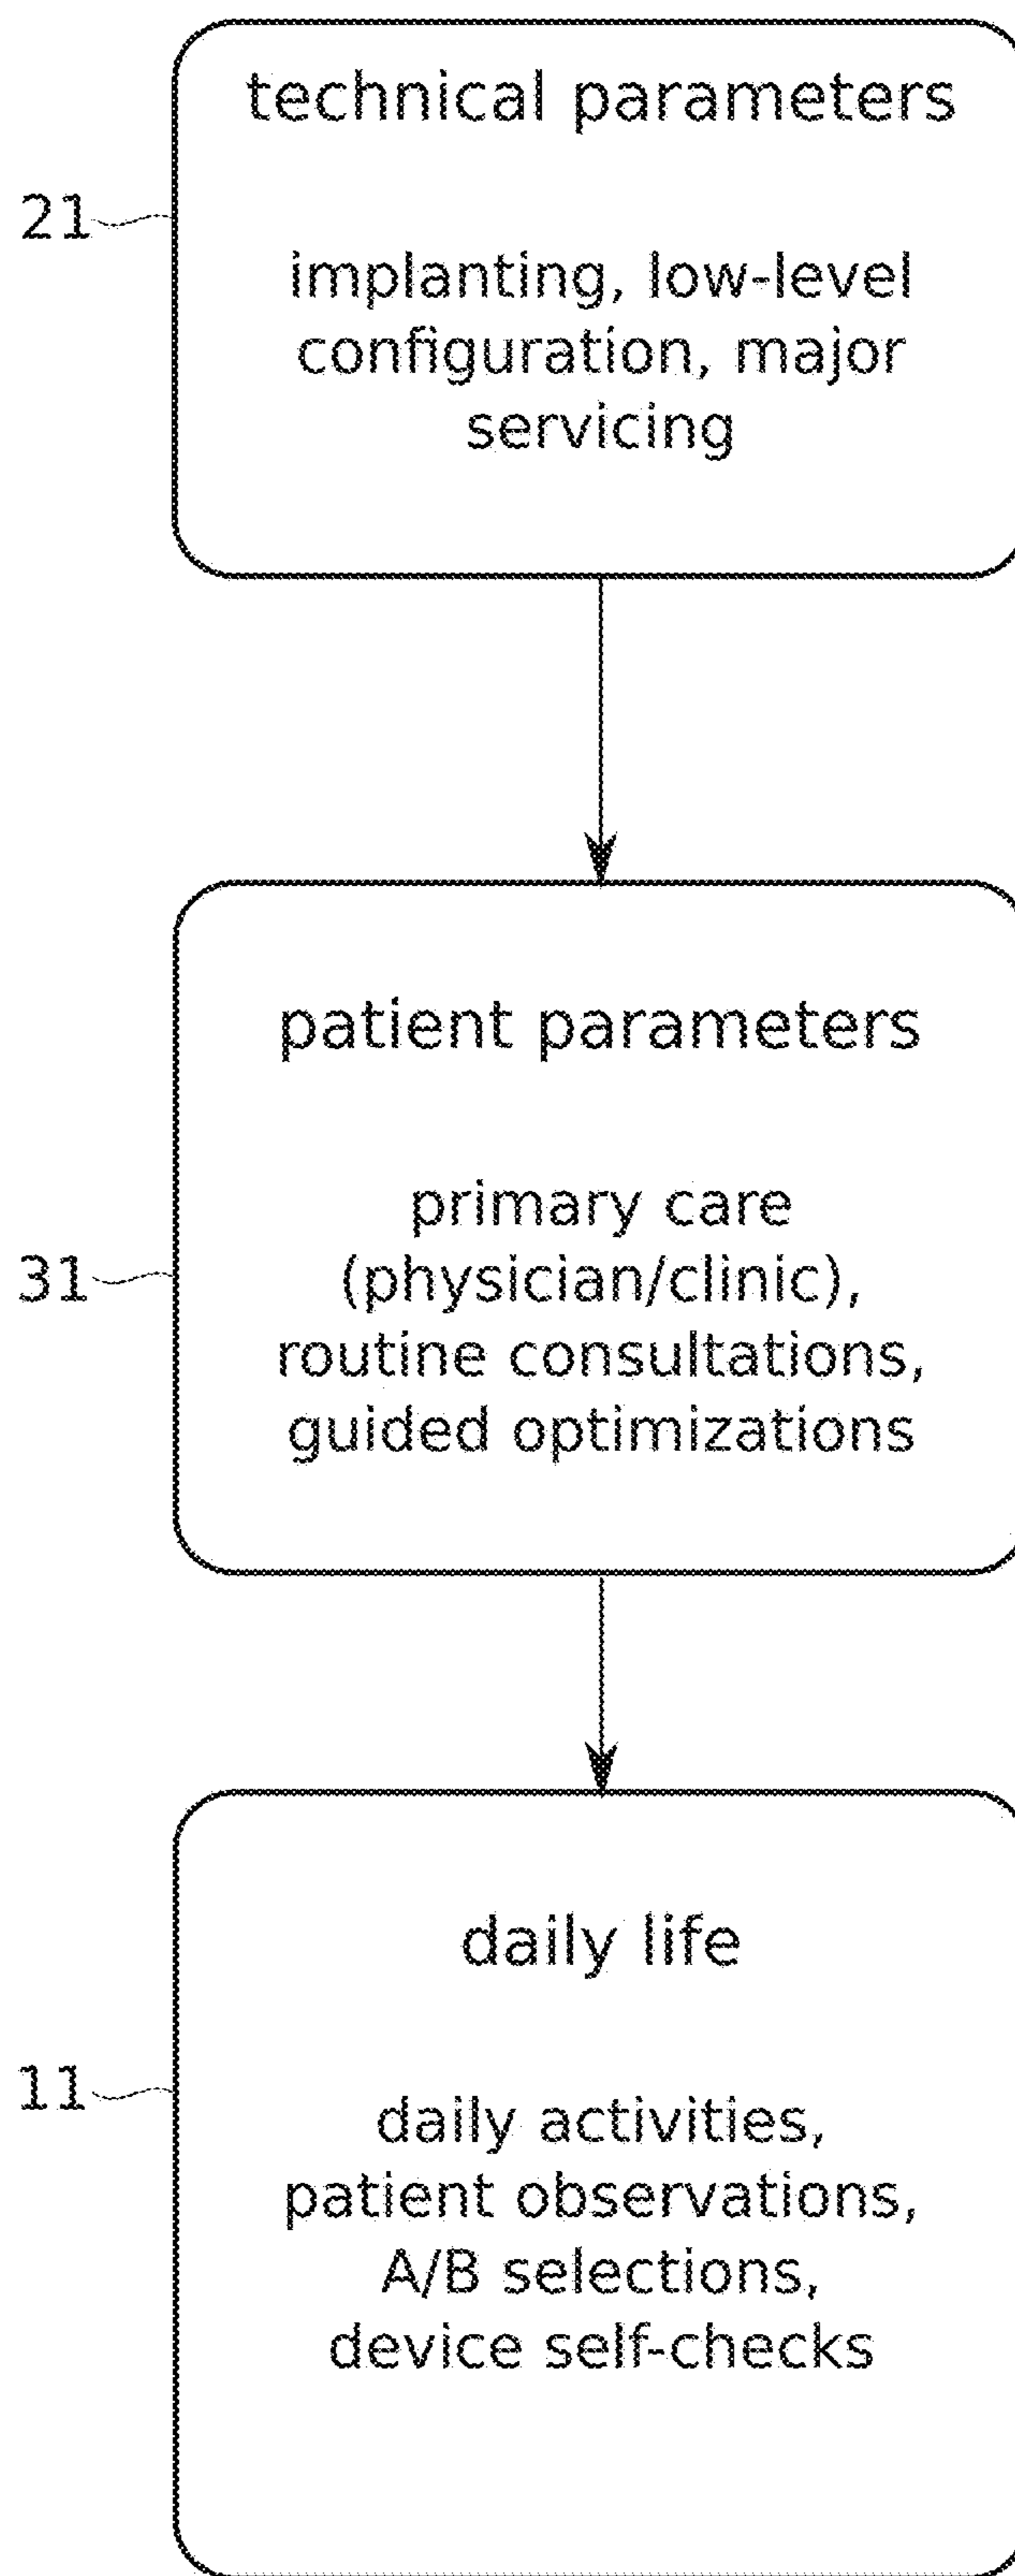 technical parameters
21
implanting, low-level
configuration, major
servicing
patient parameters
primary care
31
(physician/clinic),
routine consultations,
guided optimizations
daily life
11
daily activities,
patient observations,
A/B selections,
device self-checks